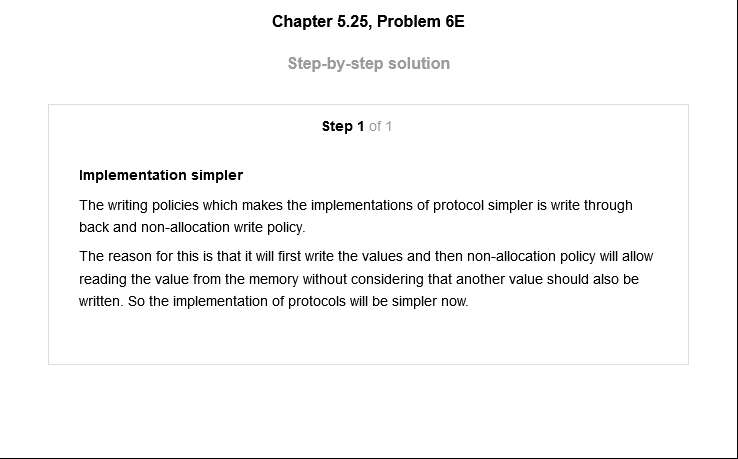 Chapter 5.25, Problem 6E
Step-by-step solution
Step 1 of 1
Implementation simpler
The writing policies which makes the implementations of protocol simpler is write through
back and non-allocation write policy.
The reason for this is that it will first write the values and then non-allocation policy will allow
reading the value from the memory without considering that another value should also be
written. So the implementation of protocols will be simpler now.